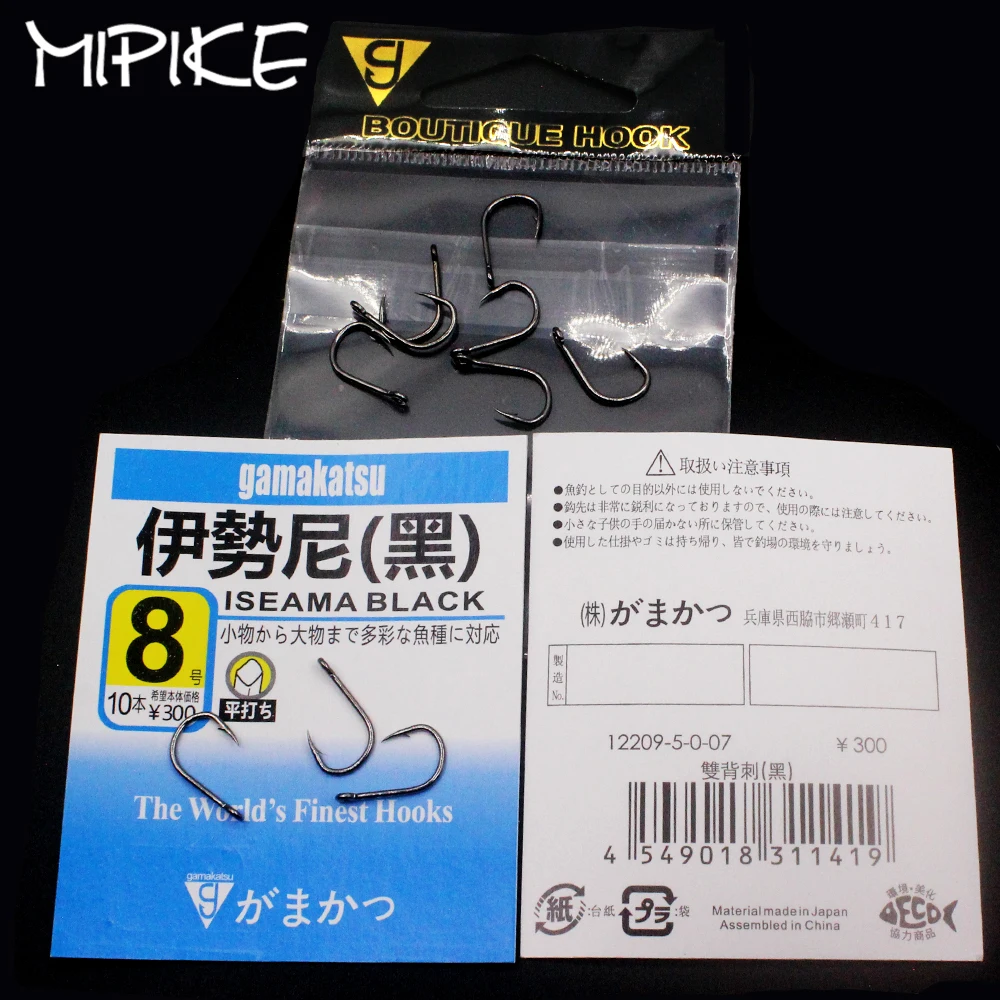 MIPIKE
g
BOUTIQUE HOOK
gamakatsu
伊勢尼(黒)
ISEAMA BLACK
小物から大物まで多彩な魚種に対応
8号
平打ち
10本 希望本体価格
¥300
The World's Finest Hooks
gamakatsu
g がまかつ
⚠ 取扱い注意事項
●魚釣としての目的以外には使用しないでください。
●鈎先は非常に鋭利になっておりますので、使用の際には注意してください。
●小さな子供の手の届かない所に保管してください。
●使用した仕掛やゴミは持ち帰り、皆で釣場の環境を守りましょう。
(株)がまかつ 兵庫県西脇市郷瀬町417
製造No.
12209-5-0-07 ¥300
雙背刺(黑)
4 549018 311419
紙:台紙 プラ:袋
Material made in Japan
Assembled in China
環境・美化
ECO
協力商品